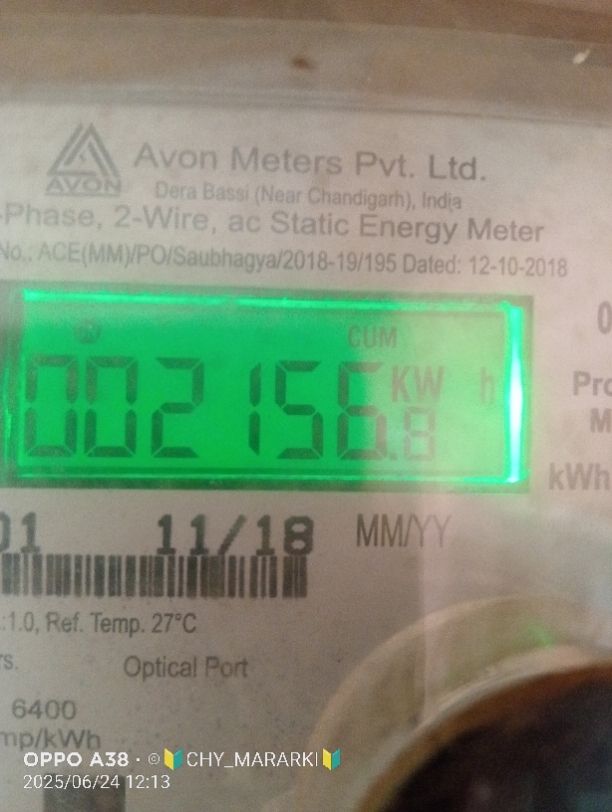 AVON
Avon Meters Pvt. Ltd.
Dera Bassi (Near Chandigarh), India
-Phase, 2-Wire, ac Static Energy Meter
No.: ACE(MM)/PO/Saubhagya/2018-19/195 Dated: 12-10-2018
CUM
002156.8 KW h
kWh
01 11/18 MM/YY
:1.0, Ref. Temp. 27°C
rs. Optical Port
6400
mp/kWh
OPPO A38 · © 🔰CHY_MARARKI🔰
2025/06/24 12:13